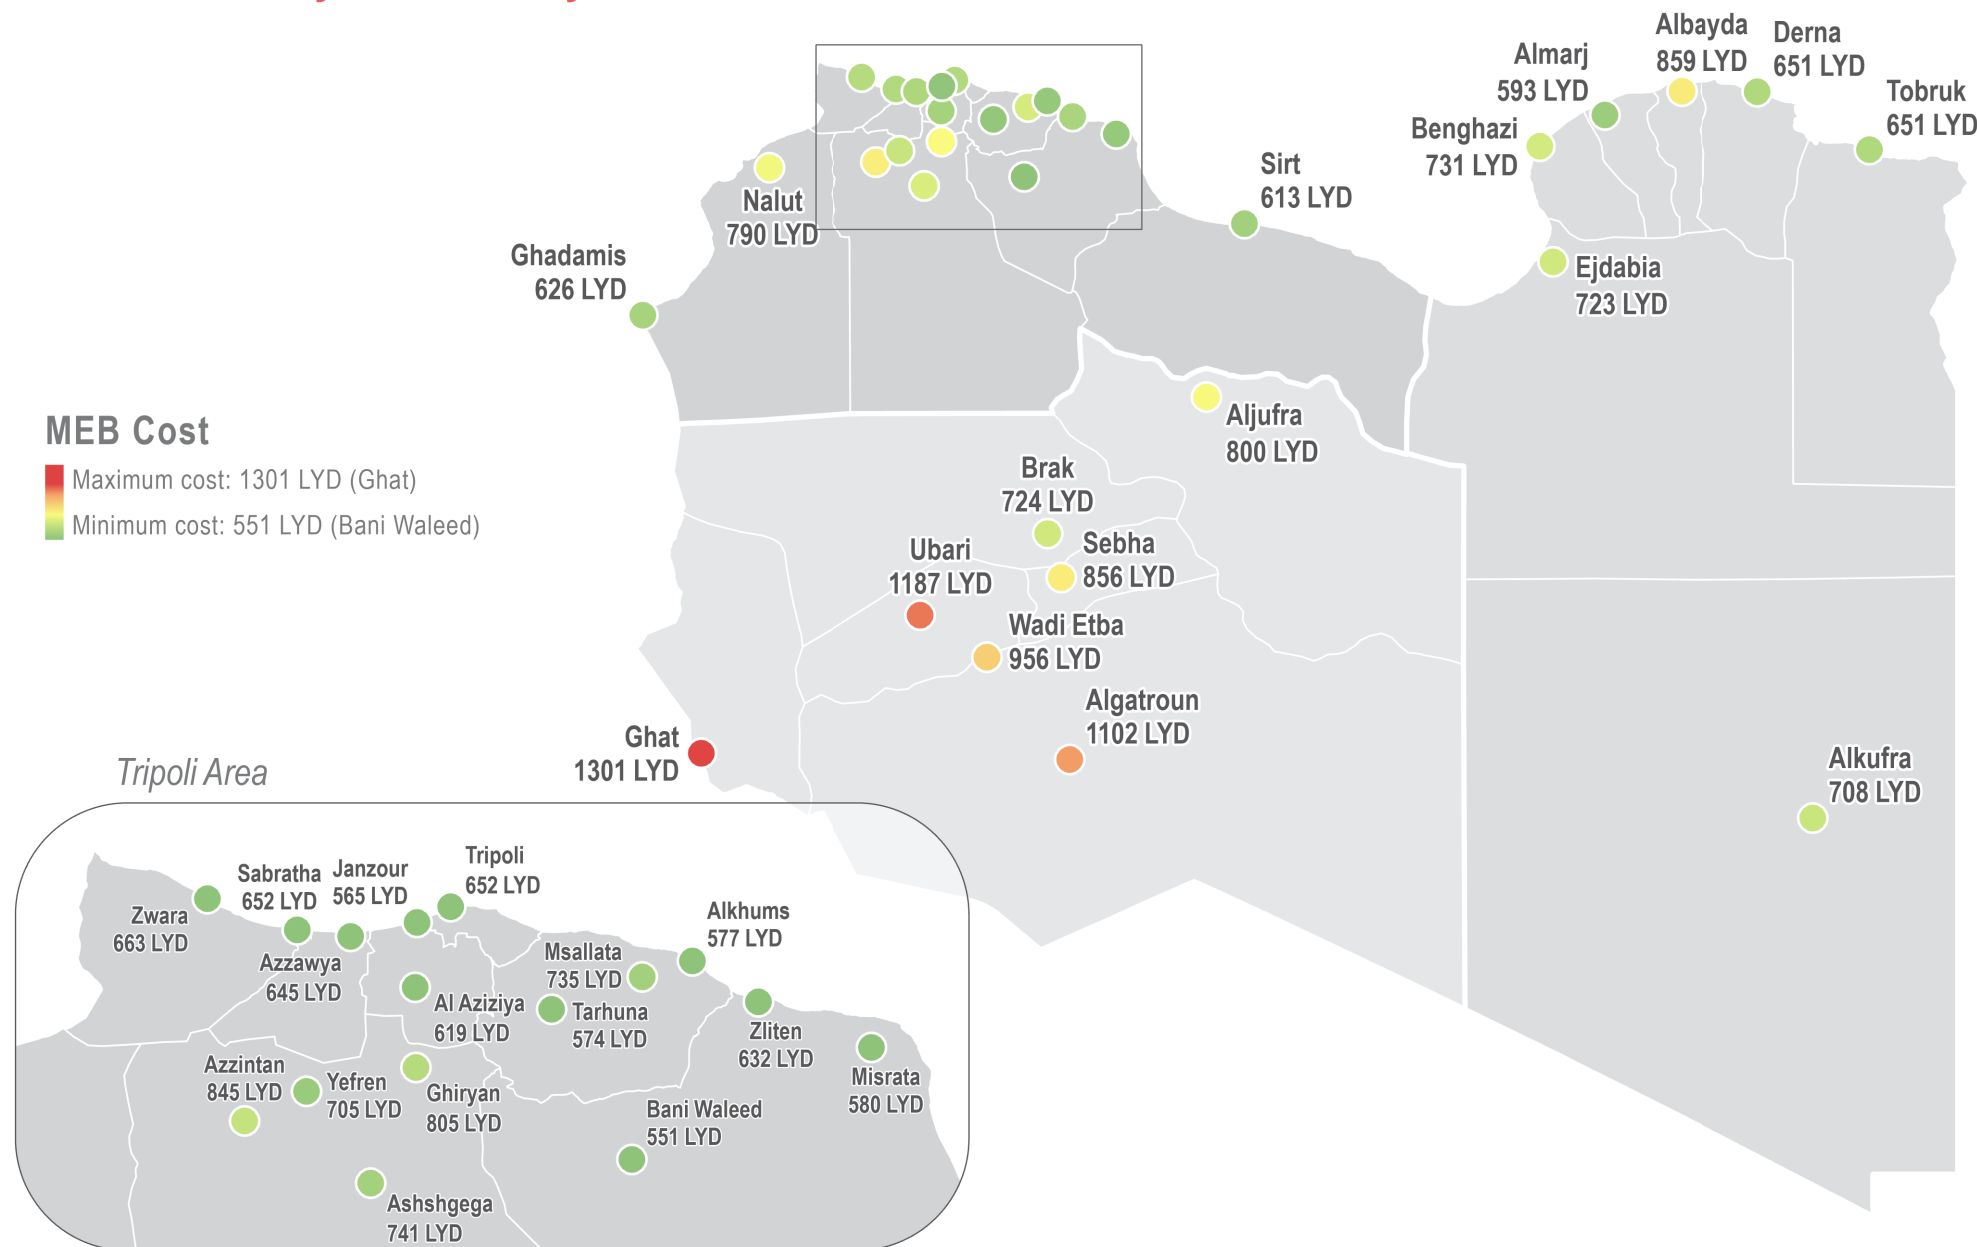 Albayda
859 LYD
Derna
651 LYD
Almarj
593 LYD
Tobruk
651 LYD
Benghazi
731 LYD
Sirt
613 LYD
Nalut
790 LYD
Ghadamis
626 LYD
Ejdabia
723 LYD
Aljufra
800 LYD
MEB Cost
Maximum cost: 1301 LYD (Ghat)
Minimum cost: 551 LYD (Bani Waleed)
Brak
724 LYD
Sebha
856 LYD
Ubari
1187 LYD
Wadi Etba
956 LYD
Algatroun
1102 LYD
Ghat
1301 LYD
Alkufra
708 LYD
Tripoli Area
Tripoli
652 LYD
Janzour
565 LYD
Sabratha
652 LYD
Zwara
663 LYD
Azzawya
645 LYD
Al Aziziya
619 LYD
Alkhums
577 LYD
Msallata
735 LYD
Tarhuna
574 LYD
Zliten
632 LYD
Misrata
580 LYD
Azzintan
845 LYD
Yefren
705 LYD
Ghiryan
805 LYD
Bani Waleed
551 LYD
Ashshgega
741 LYD